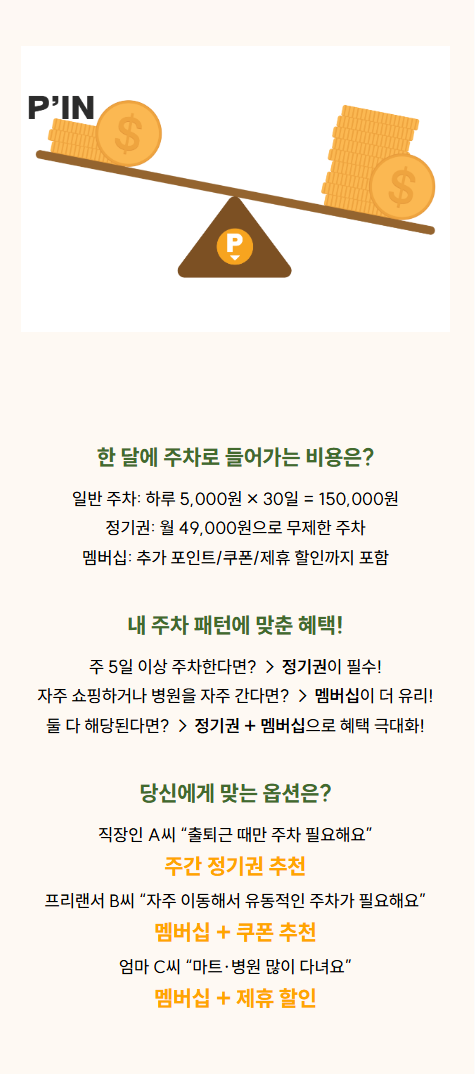 P’IN
$
$
P
한 달에 주차로 들어가는 비용은?
일반 주차: 하루 5,000원 × 30일 = 150,000원
정기권: 월 49,000원으로 무제한 주차
멤버십: 추가 포인트/쿠폰/제휴 할인까지 포함
내 주차 패턴에 맞춘 혜택!
주 5일 이상 주차한다면? > 정기권이 필수!
자주 쇼핑하거나 병원을 자주 간다면? > 멤버십이 더 유리!
둘 다 해당된다면? > 정기권 + 멤버십으로 혜택 극대화!
당신에게 맞는 옵션은?
직장인 A씨 “출퇴근 때만 주차 필요해요”
주간 정기권 추천
프리랜서 B씨 “자주 이동해서 유동적인 주차가 필요해요”
멤버십 + 쿠폰 추천
엄마 C씨 “마트·병원 많이 다녀요”
멤버십 + 제휴 할인